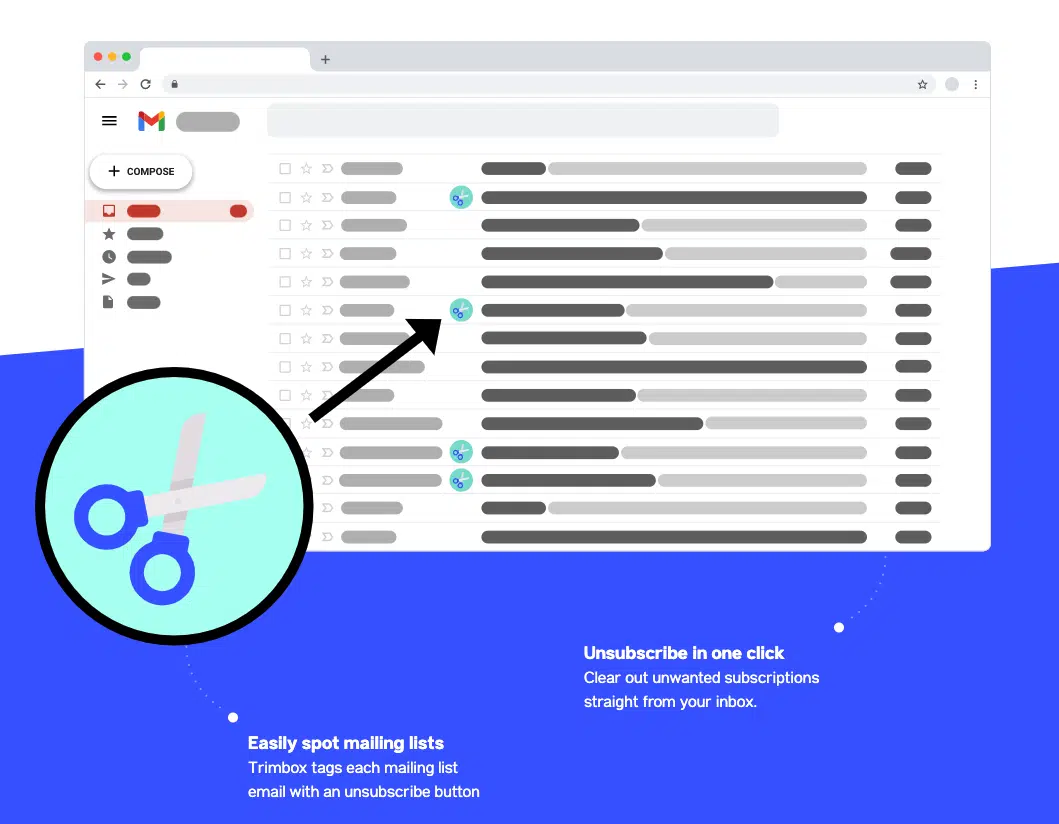 COMPOSE
Unsubscribe in one click
Clear out unwanted subscriptions
straight from your inbox.
Easily spot mailing lists
Trimbox tags each mailing list
email with an unsubscribe button